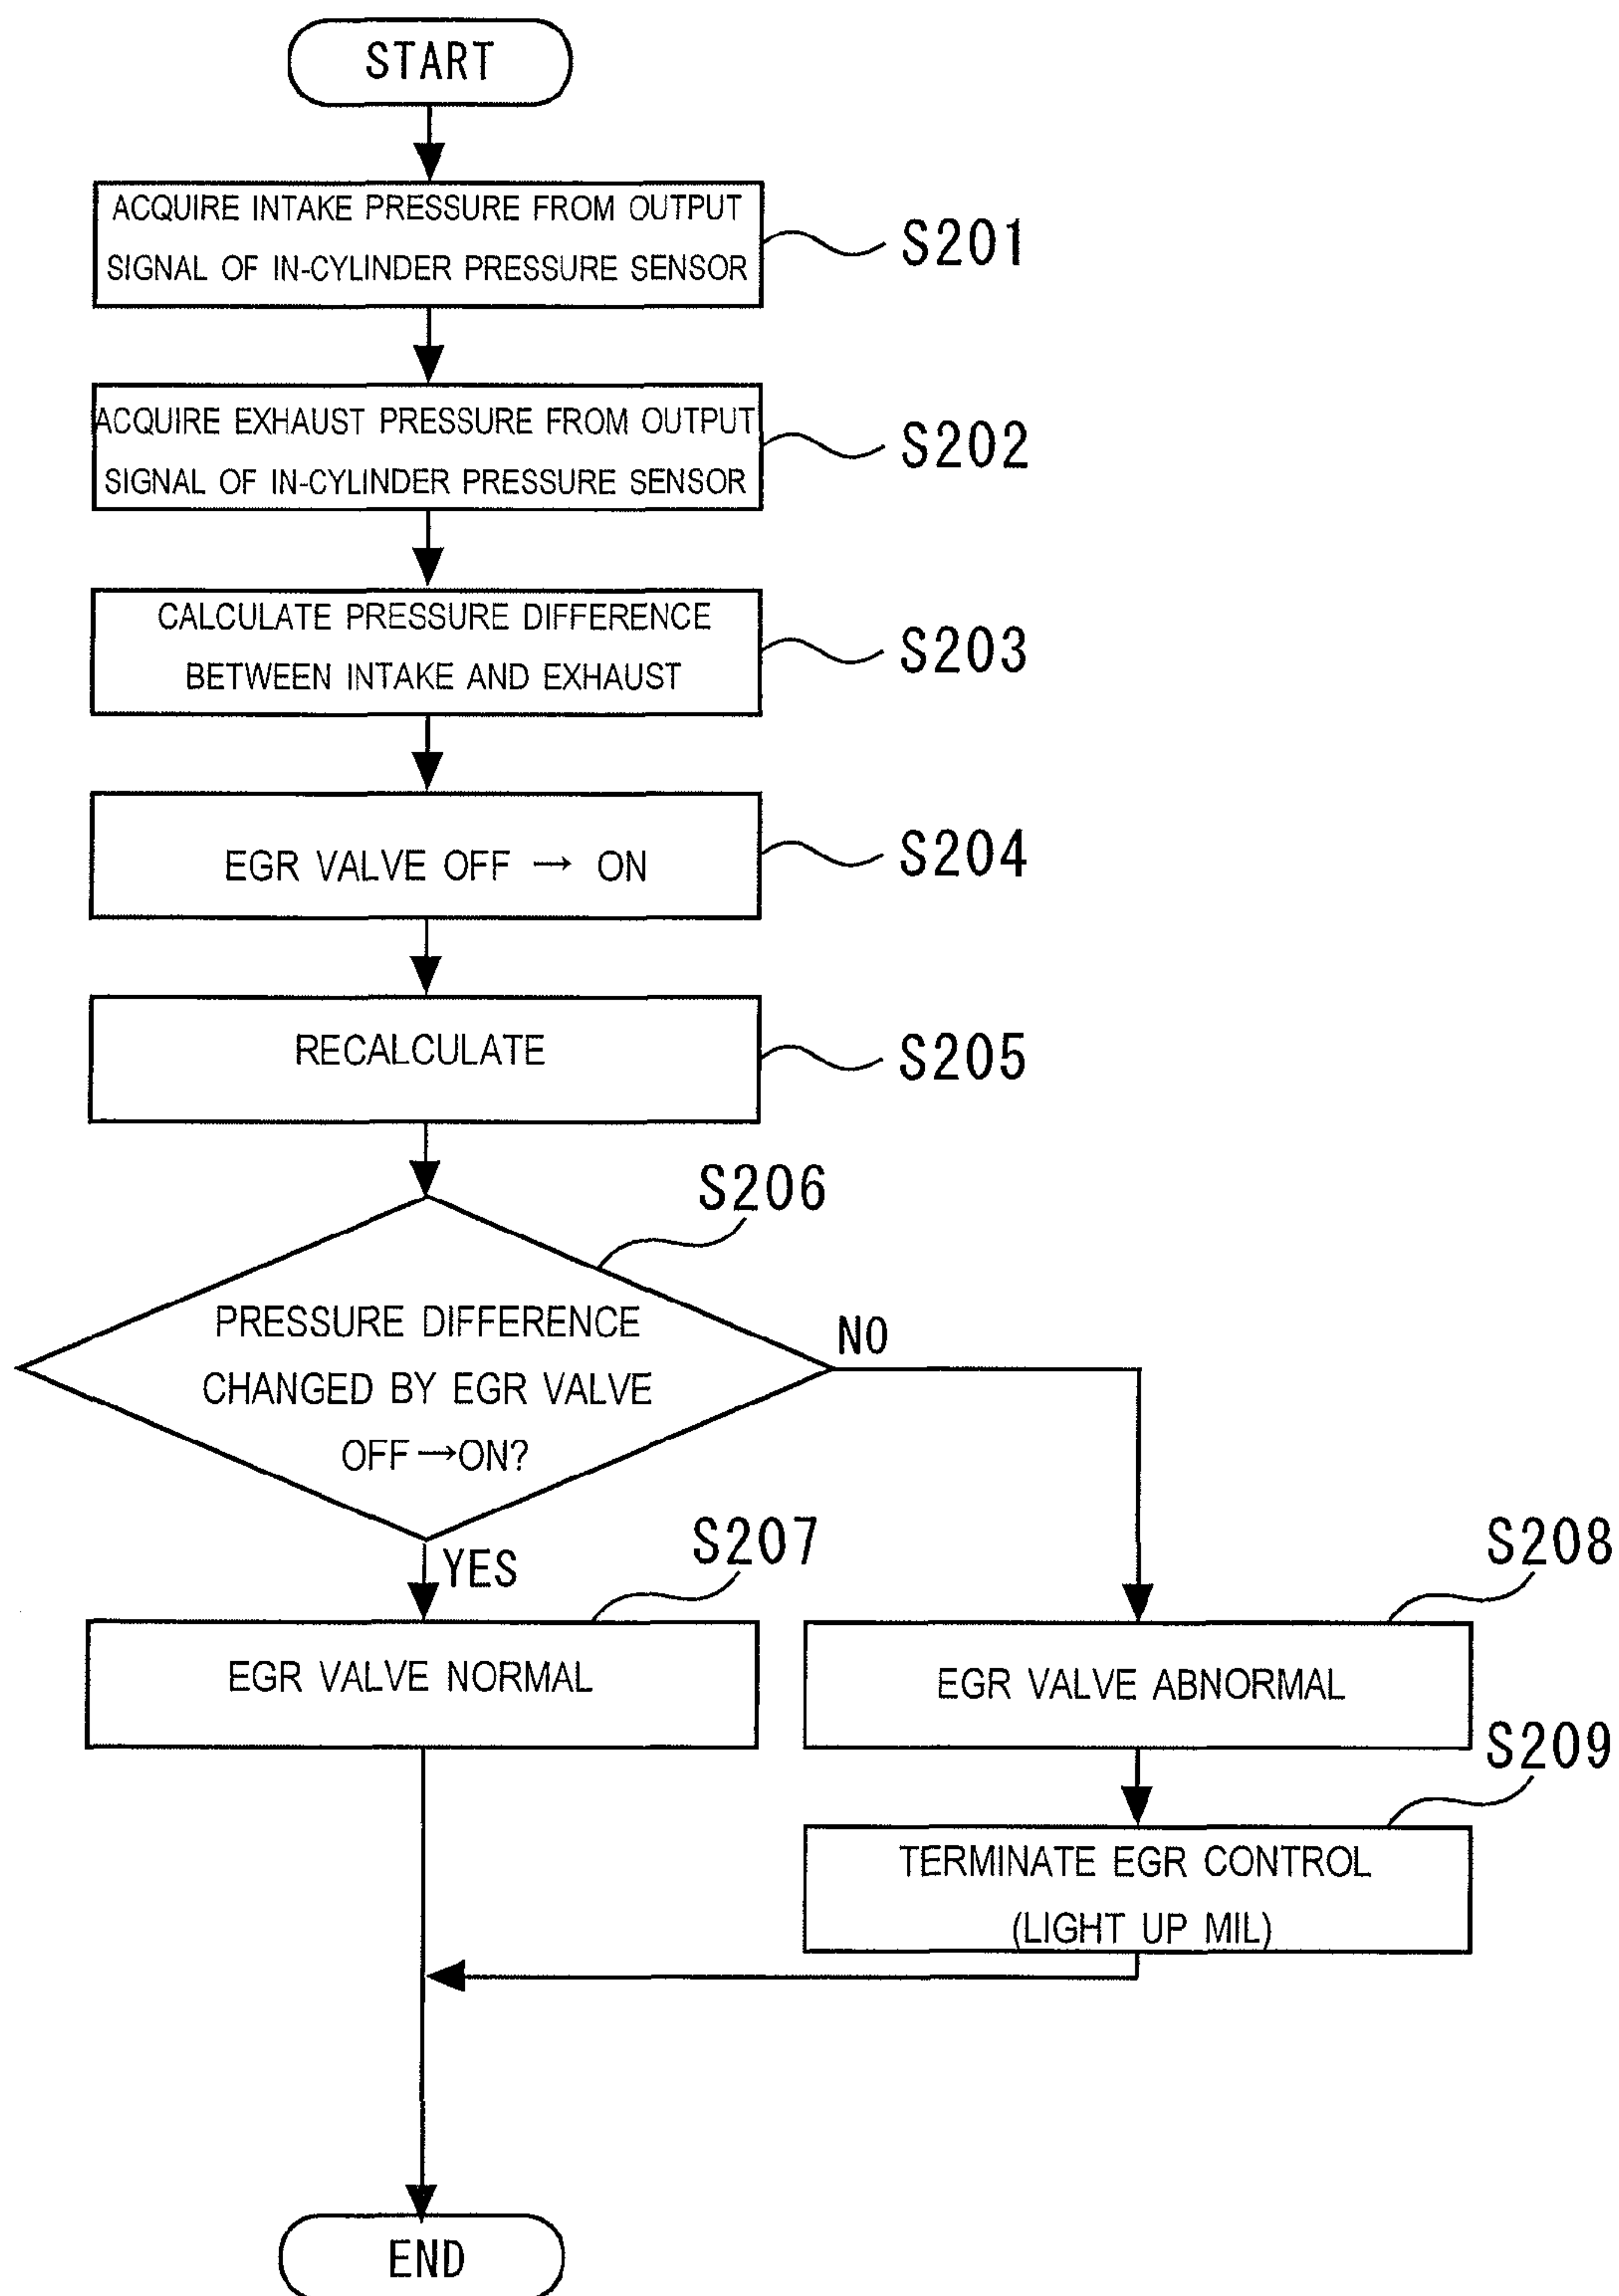 START
ACQUIRE INTAKE PRESSURE FROM OUTPUT
SIGNAL OF IN-CYLINDER PRESSURE SENSOR
S201
ACQUIRE EXHAUST PRESSURE FROM OUTPUT
SIGNAL OF IN-CYLINDER PRESSURE SENSOR
S202
CALCULATE PRESSURE DIFFERENCE
BETWEEN INTAKE AND EXHAUST
S203
EGR VALVE OFF → ON
S204
RECALCULATE
S205
S206
PRESSURE DIFFERENCE
CHANGED BY EGR VALVE
OFF→ON?
NO
YES
S207
EGR VALVE NORMAL
S208
EGR VALVE ABNORMAL
S209
TERMINATE EGR CONTROL
(LIGHT UP MIL)
END